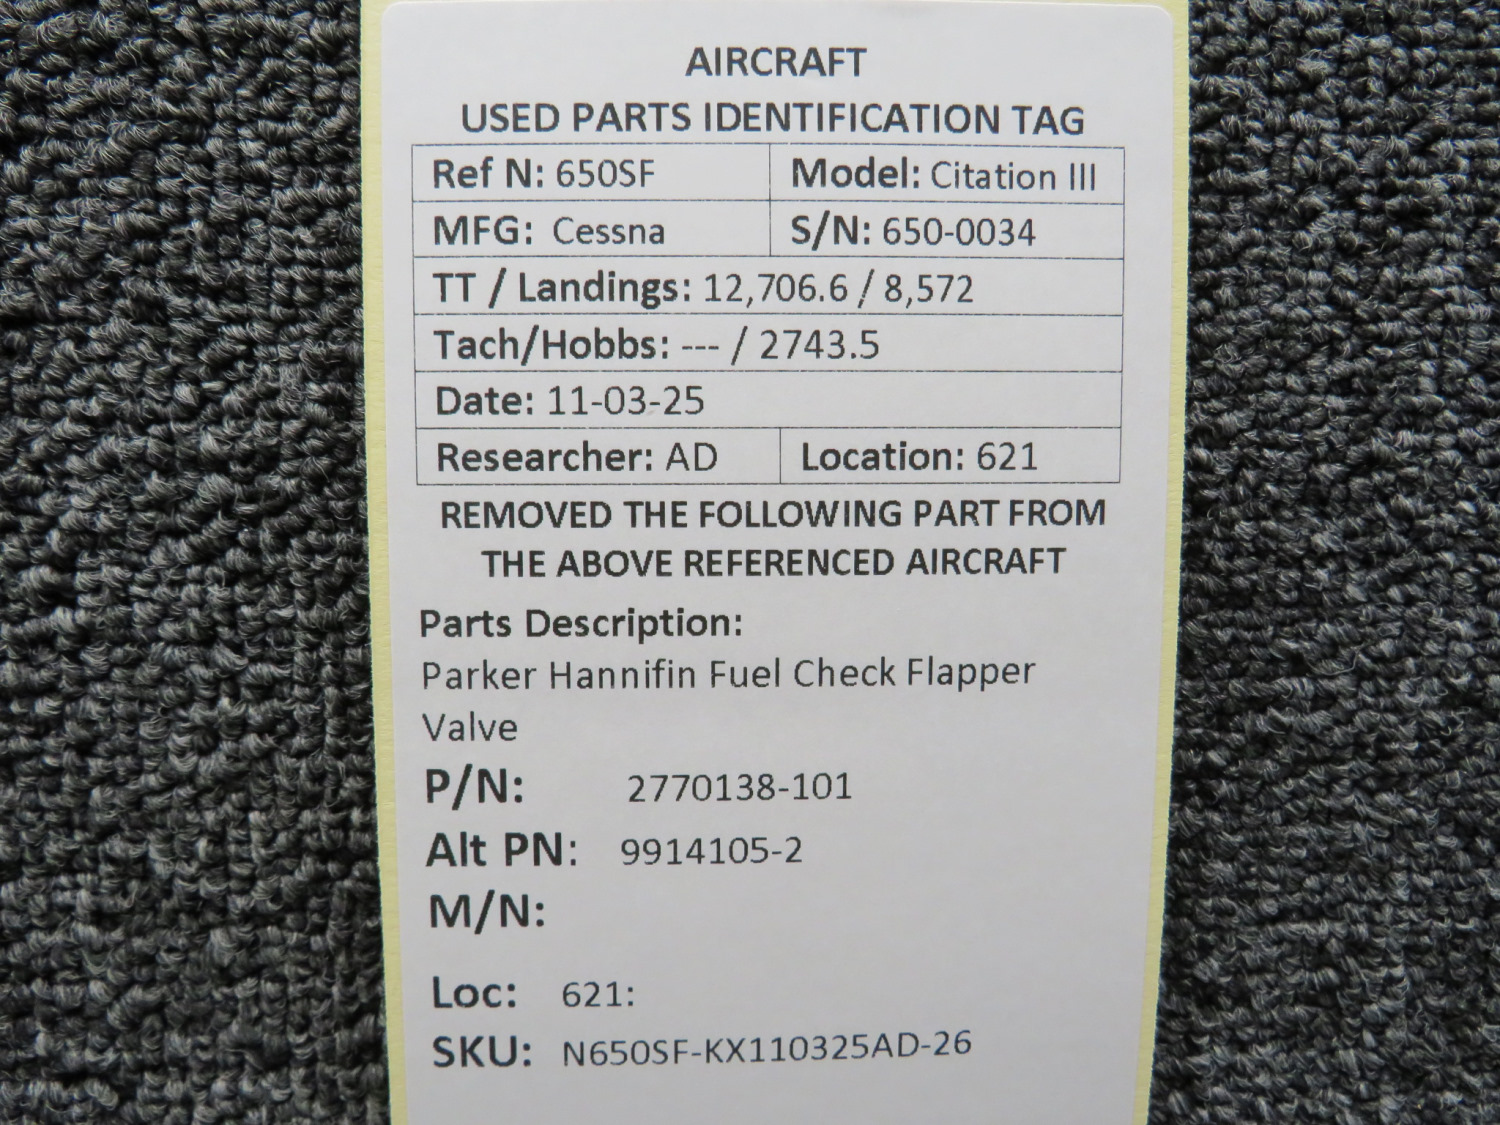 AIRCRAFT
USED PARTS IDENTIFICATION TAG
Ref N: 650SF Model: Citation III
MFG: Cessna S/N: 650-0034
TT / Landings: 12,706.6 / 8,572
Tach/Hobbs: --- / 2743.5
Date: 11-03-25
Researcher: AD Location: 621
REMOVED THE FOLLOWING PART FROM
THE ABOVE REFERENCED AIRCRAFT
Parts Description:
Parker Hannifin Fuel Check Flapper
Valve
P/N: 2770138-101
Alt PN: 9914105-2
M/N:
Loc: 621:
SKU: N650SF-KX110325AD-26